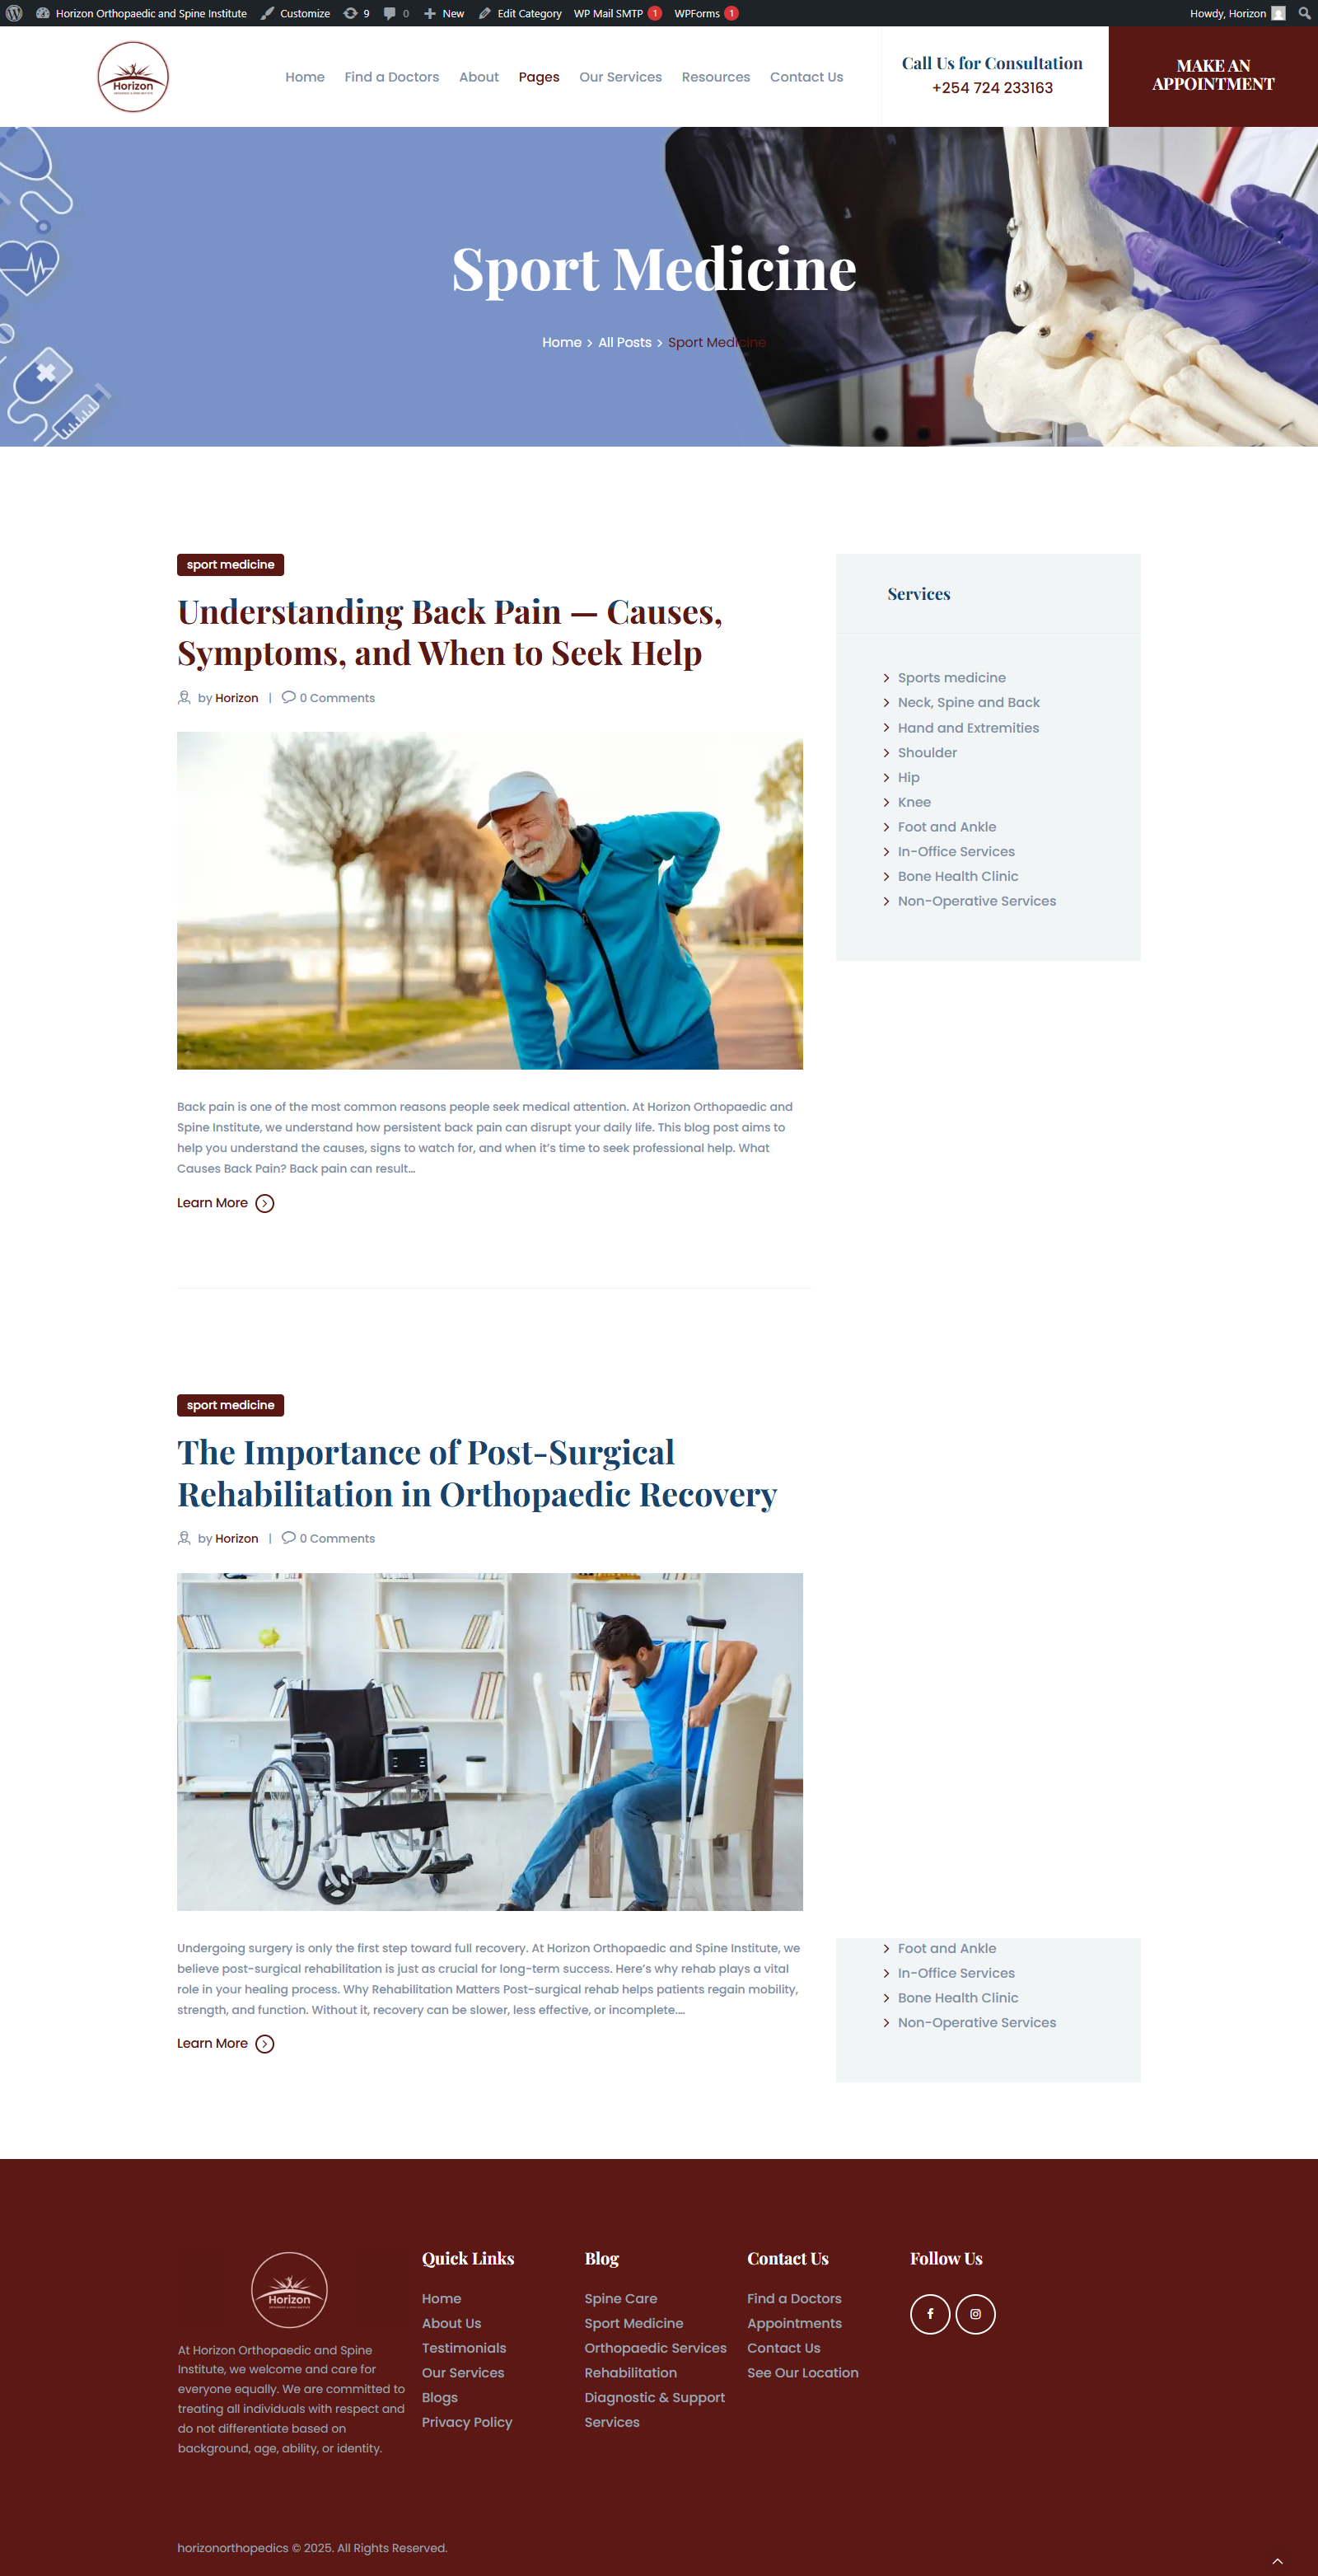 Horizon Orthopaedic and Spine Institute Customize 9 0 New Edit Category WP Mail SMTP 1 WPForms 1 Howdy, Horizon
Horizon
Home Find a Doctors About Pages Our Services Resources Contact Us
Call Us for Consultation
+254 724 233163
MAKE AN
APPOINTMENT
Sport Medicine
Home > All Posts > Sport Medicine
sport medicine
Understanding Back Pain — Causes,
Symptoms, and When to Seek Help
by Horizon | 0 Comments
Back pain is one of the most common reasons people seek medical attention. At Horizon Orthopaedic and
Spine Institute, we understand how persistent back pain can disrupt your daily life. This blog post aims to
help you understand the causes, signs to watch for, and when it's time to seek professional help. What
Causes Back Pain? Back pain can result...
Learn More
Services
Sports medicine
Neck, Spine and Back
Hand and Extremities
Shoulder
Hip
Knee
Foot and Ankle
In-Office Services
Bone Health Clinic
Non-Operative Services
sport medicine
The Importance of Post-Surgical
Rehabilitation in Orthopaedic Recovery
by Horizon | 0 Comments
Undergoing surgery is only the first step toward full recovery. At Horizon Orthopaedic and Spine Institute, we
believe post-surgical rehabilitation is just as crucial for long-term success. Here's why rehab plays a vital
role in your healing process. Why Rehabilitation Matters Post-surgical rehab helps patients regain mobility,
strength, and function. Without it, recovery can be slower, less effective, or incomplete....
Learn More
Foot and Ankle
In-Office Services
Bone Health Clinic
Non-Operative Services
Horizon
At Horizon Orthopaedic and Spine
Institute, we welcome and care for
everyone equally. We are committed to
treating all individuals with respect and
do not differentiate based on
background, age, ability, or identity.
Quick Links
Home
About Us
Testimonials
Our Services
Blogs
Privacy Policy
Blog
Spine Care
Sport Medicine
Orthopaedic Services
Rehabilitation
Diagnostic & Support
Services
Contact Us
Find a Doctors
Appointments
Contact Us
See Our Location
Follow Us
horizonorthopedics © 2025. All Rights Reserved.